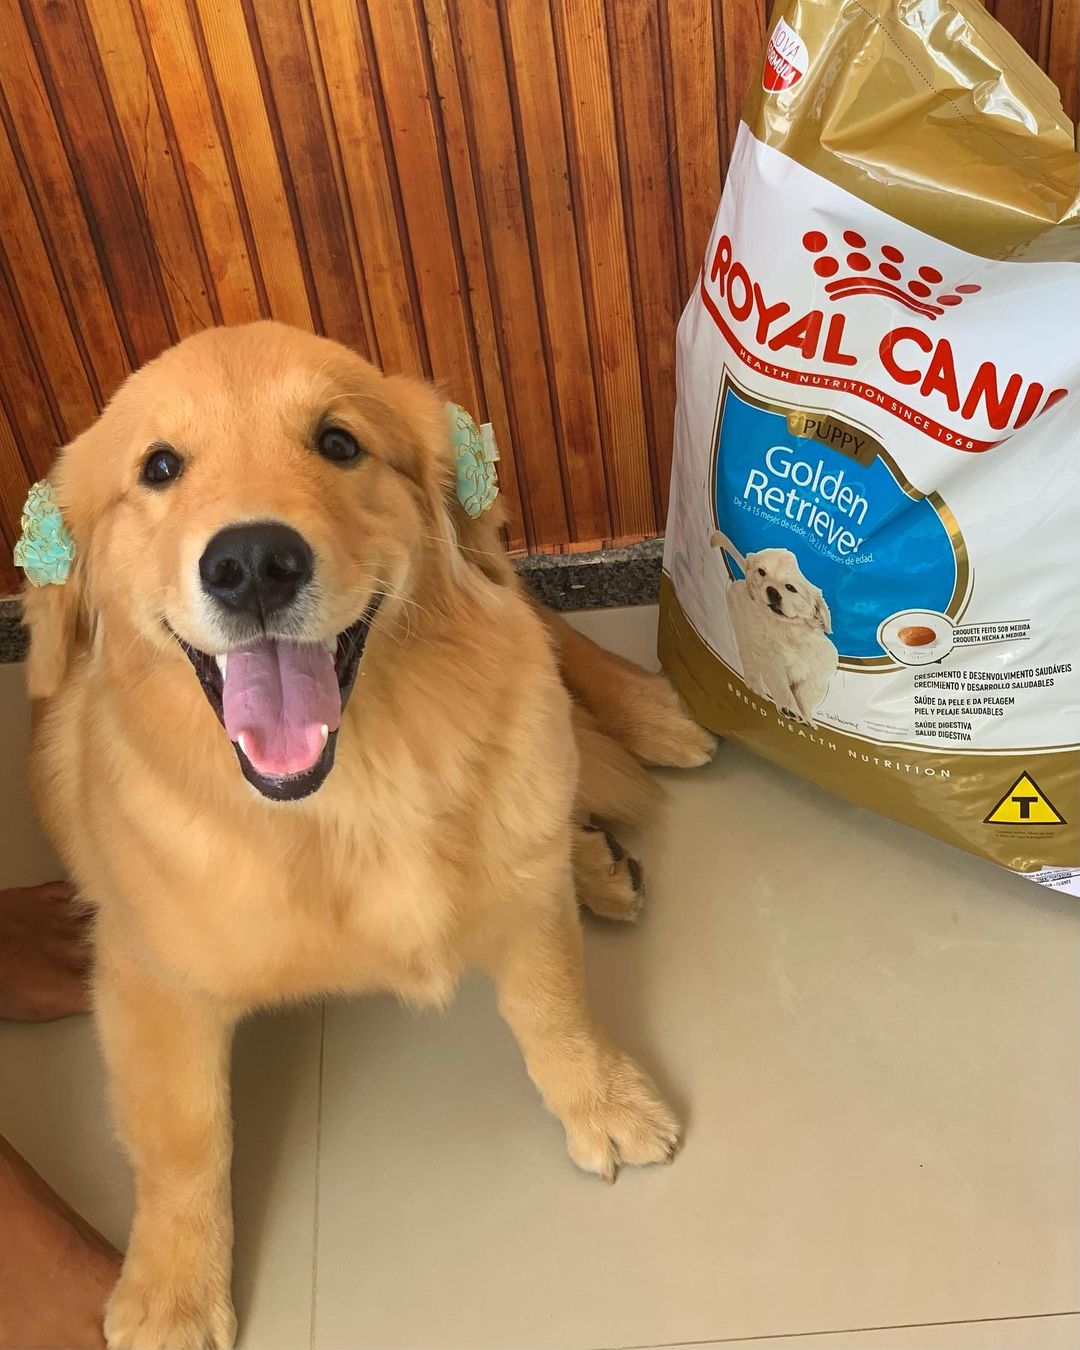 NOVA
FÓRMULA
ROYAL CANI
HEALTH NUTRITION SINCE 1968
PUPPY
Golden
Retriever
De 2 a 15 meses de idade / De 2 a 15 meses de edad.
CROQUETE FEITO SOB MEDIDA
CROQUETA HECHA A MEDIDA
CRESCIMENTO E DESENVOLVIMENTO SAUDÁVEIS
CRECIMIENTO Y DESARROLLO SALUDABLES
SAÚDE DA PELE E DA PELAGEM
PIEL Y PELAJE SALUDABLES
SAÚDE DIGESTIVA
SALUD DIGESTIVA
BREED HEALTH NUTRITION
T